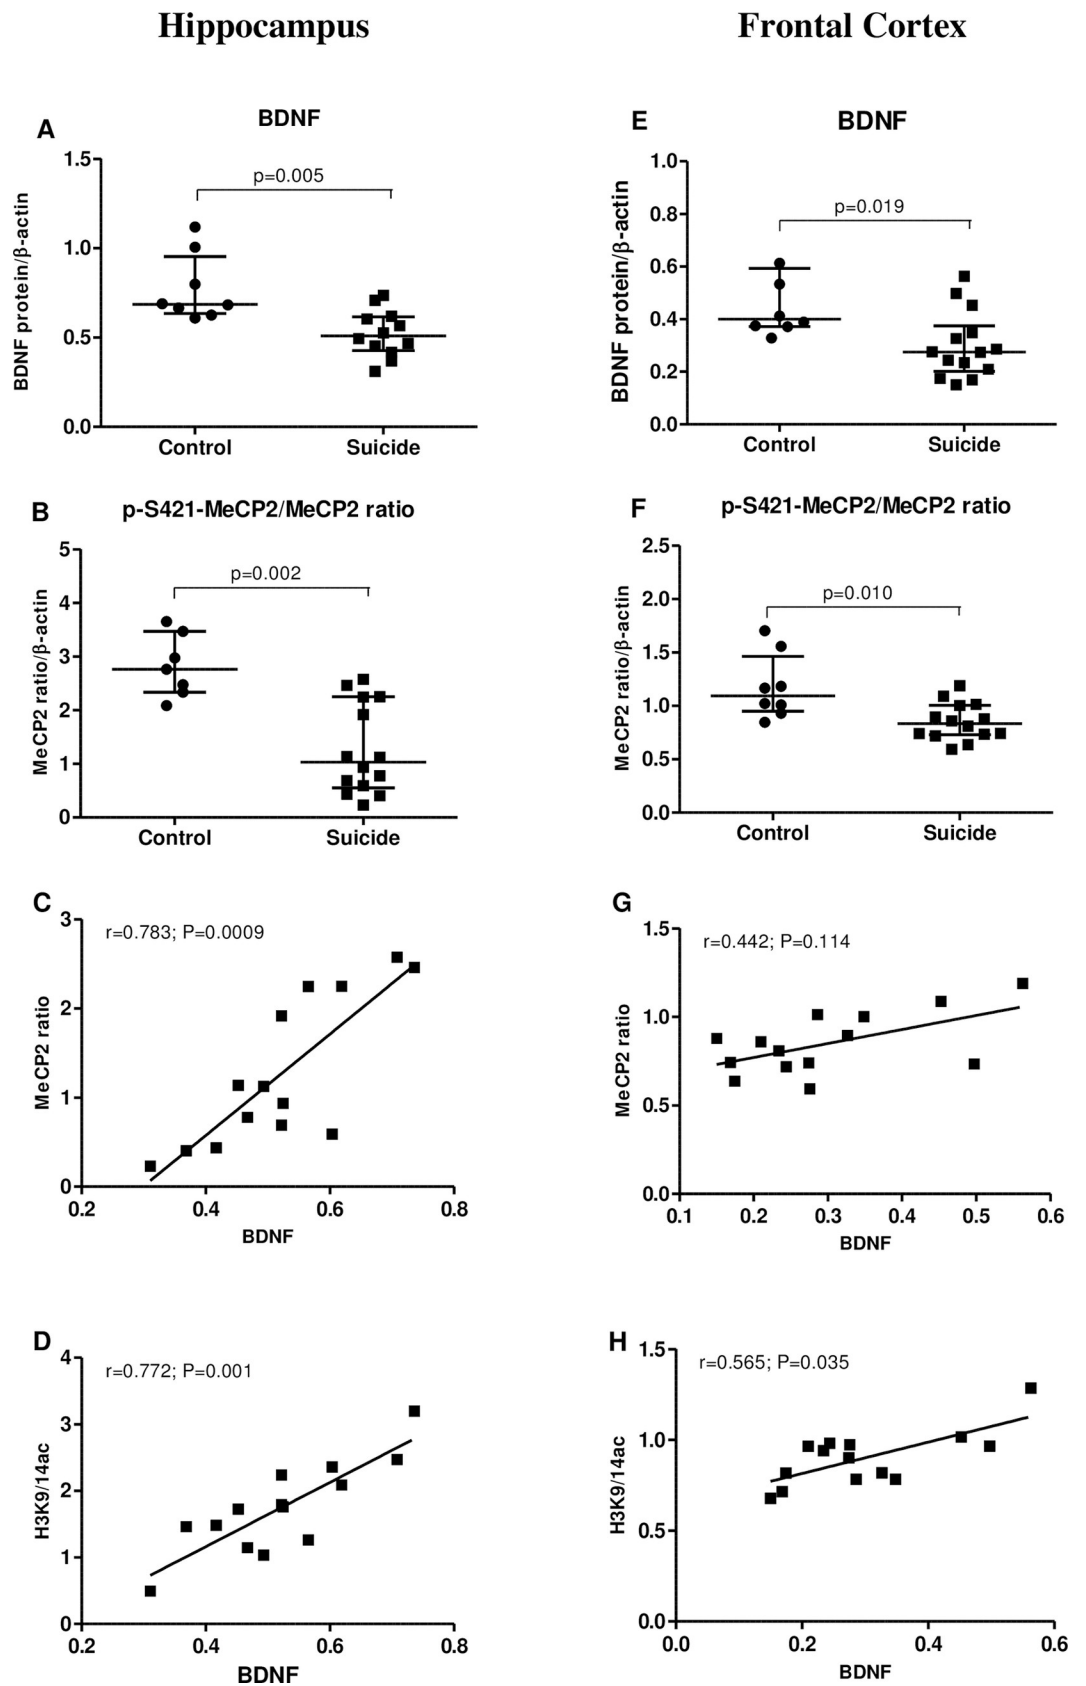 Hippocampus
Frontal Cortex
A
BDNF
BDNF protein/β-actin
1.5
1.0
0.5
0.0
p=0.005
Control
Suicide
E
BDNF
BDNF protein/β-actin
1.0
0.8
0.6
0.4
0.2
0.0
p=0.019
Control
Suicide
B
p-S421-MeCP2/MeCP2 ratio
MeCP2 ratio/β-actin
5
4
3
2
1
0
p=0.002
Control
Suicide
F
p-S421-MeCP2/MeCP2 ratio
MeCP2 ratio/β-actin
2.5
2.0
1.5
1.0
0.5
0.0
p=0.010
Control
Suicide
C
r=0.783; P=0.0009
MeCP2 ratio
3
2
1
0
0.2 0.4 0.6 0.8
BDNF
G
r=0.442; P=0.114
MeCP2 ratio
1.5
1.0
0.5
0.0
0.1 0.2 0.3 0.4 0.5 0.6
BDNF
D
r=0.772; P=0.001
H3K9/14ac
4
3
2
1
0
0.2 0.4 0.6 0.8
BDNF
H
r=0.565; P=0.035
H3K9/14ac
1.5
1.0
0.5
0.0
0.0 0.2 0.4 0.6
BDNF